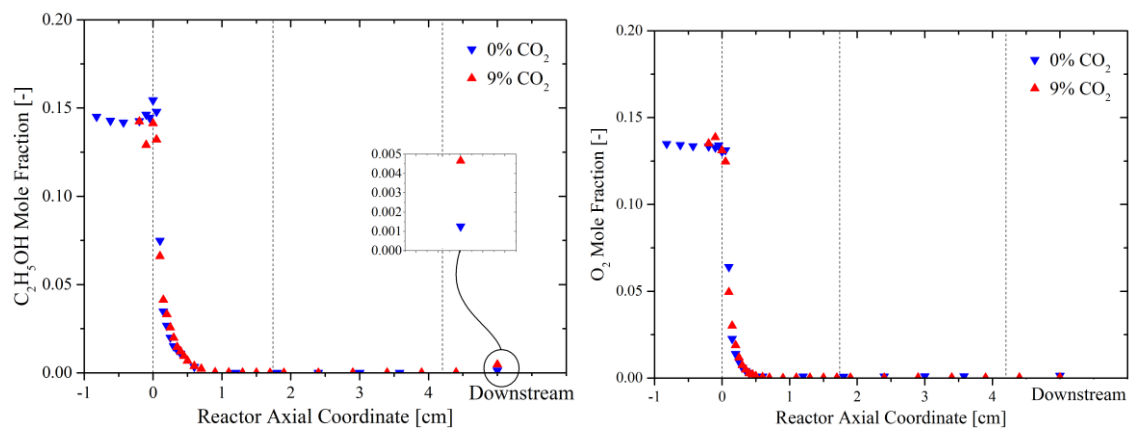 0.20
0.15
0.10
0.05
0.00
C₂H₅OH Mole Fraction [-]
0% CO₂
9% CO₂
0.005
0.004
0.003
0.002
0.001
0.000
-1 0 1 2 3 4 Downstream
Reactor Axial Coordinate [cm]
0.20
0.15
0.10
0.05
0.00
O₂ Mole Fraction [-]
0% CO₂
9% CO₂
-1 0 1 2 3 4 Downstream
Reactor Axial Coordinate [cm]